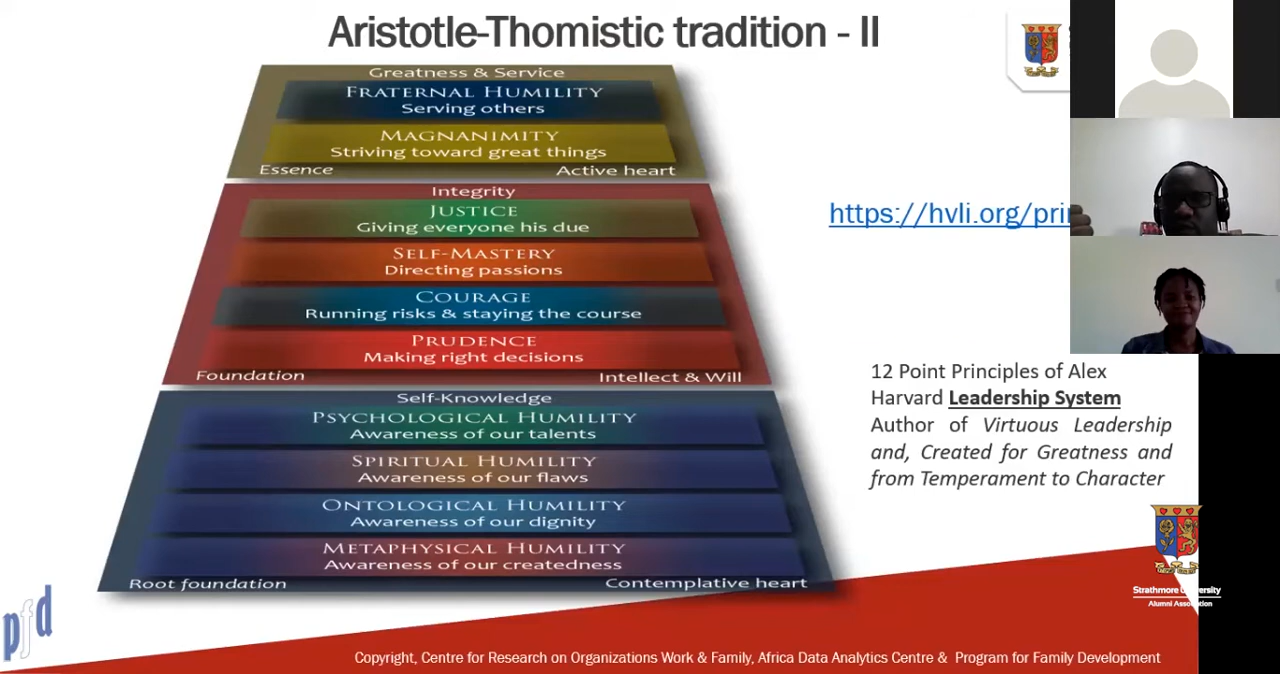 Aristotle-Thomistic tradition - II
Greatness & Service
FRATERNAL HUMILITY
Serving others
MAGNANIMITY
Striving toward great things
Essence Active heart
Integrity
JUSTICE
Giving everyone his due
SELF-MASTERY
Directing passions
COURAGE
Running risks & staying the course
PRUDENCE
Making right decisions
Foundation Intellect & Will
Self-Knowledge
PSYCHOLOGICAL HUMILITY
Awareness of our talents
SPIRITUAL HUMILITY
Awareness of our flaws
ONTOLOGICAL HUMILITY
Awareness of our dignity
METAPHYSICAL HUMILITY
Awareness of our createdness
Root foundation Contemplative heart
https://hvli.org/pri
12 Point Principles of Alex
Harvard Leadership System
Author of Virtuous Leadership
and, Created for Greatness and
from Temperament to Character
Strathmore University
Alumni Association
pfd
Copyright, Centre for Research on Organizations Work & Family, Africa Data Analytics Centre & Program for Family Development